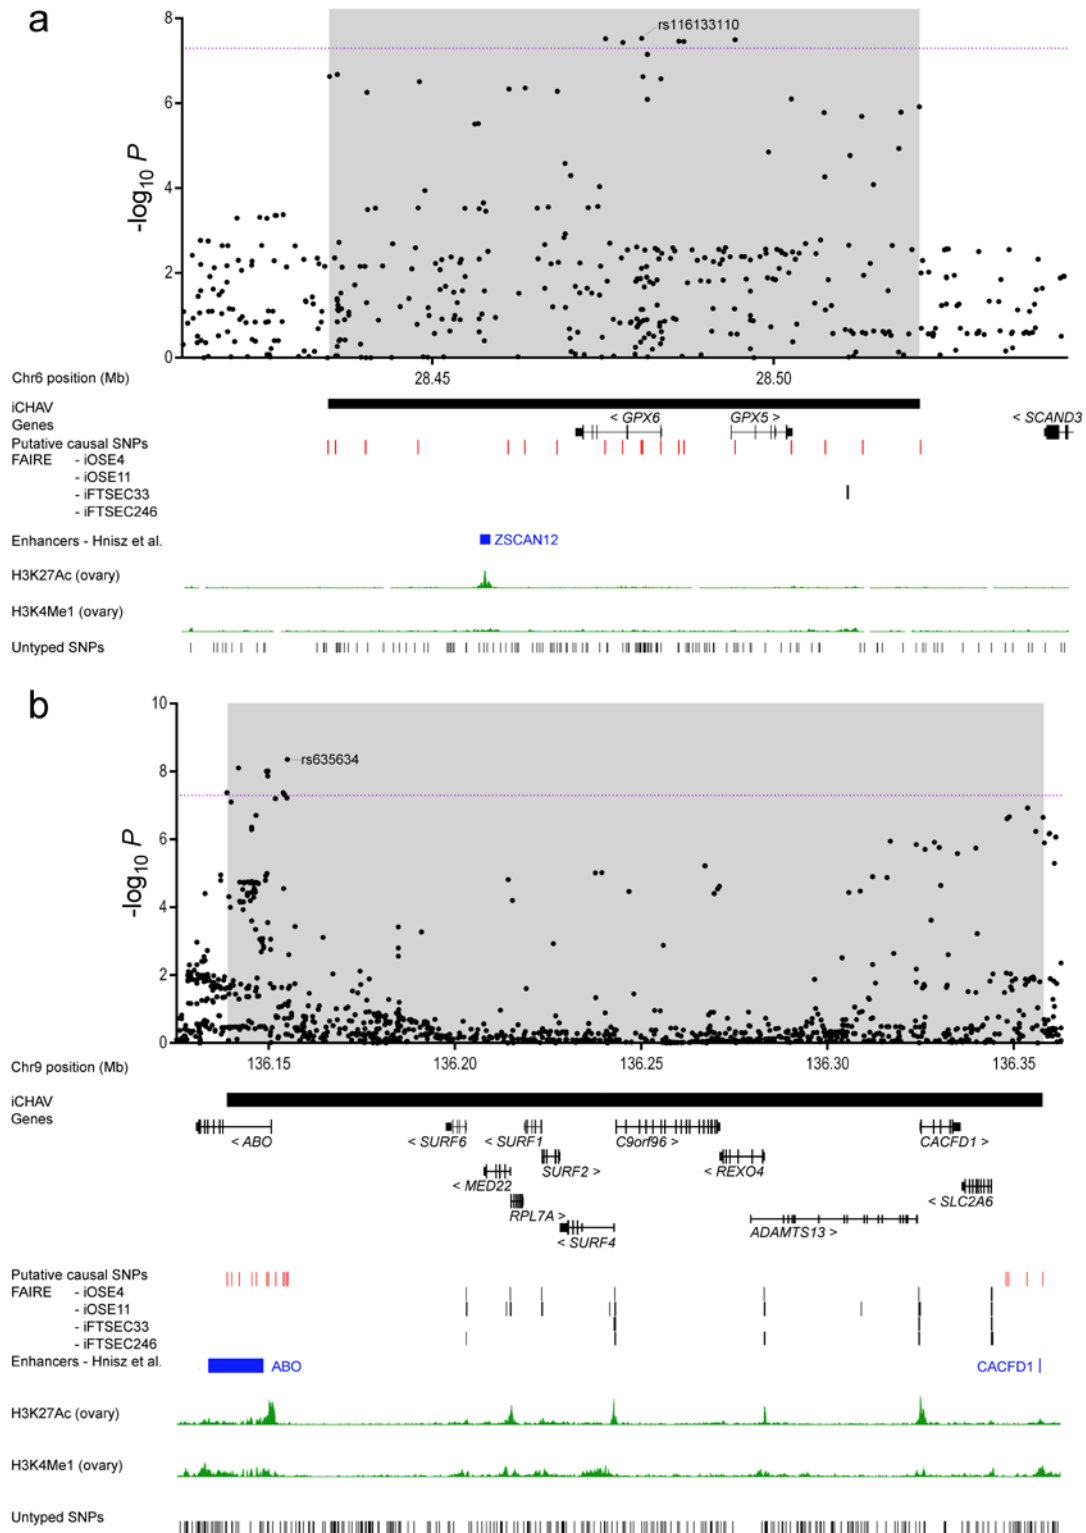 a
8
rs116133110
6
-log10 P
4
2
0
Chr6 position (Mb)
28.45
28.50
iCHAV
Genes
< GPX6
GPX5 >
< SCAND3
Putative causal SNPs
FAIRE - iOSE4
- iOSE11
- iFTSEC33
- iFTSEC246
Enhancers - Hnisz et al.
ZSCAN12
H3K27Ac (ovary)
H3K4Me1 (ovary)
Untyped SNPs
b
10
rs635634
8
6
-log10 P
4
2
0
Chr9 position (Mb)
136.15
136.20
136.25
136.30
136.35
iCHAV
Genes
< ABO
< SURF6
< SURF1
C9orf96 >
CACFD1 >
SURF2 >
< REXO4
< MED22
< SLC2A6
RPL7A >
ADAMTS13 >
< SURF4
Putative causal SNPs
FAIRE - iOSE4
- iOSE11
- iFTSEC33
- iFTSEC246
Enhancers - Hnisz et al.
ABO
CACFD1
H3K27Ac (ovary)
H3K4Me1 (ovary)
Untyped SNPs